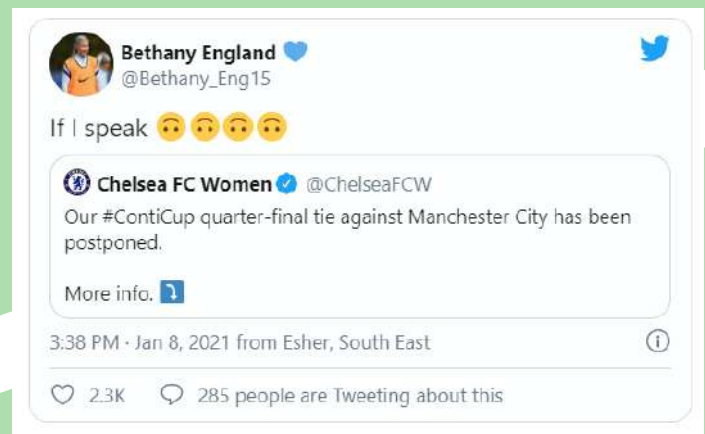 Bethany England 💙
@Bethany_Eng15
If I speak 🙃🙃🙃🙃
Chelsea FC Women @ChelseaFCW
Our #ContiCup quarter-final tie against Manchester City has been
postponed.
More info. ⤵️
3:38 PM · Jan 8, 2021 from Esher, South East
2.3K 285 people are Tweeting about this